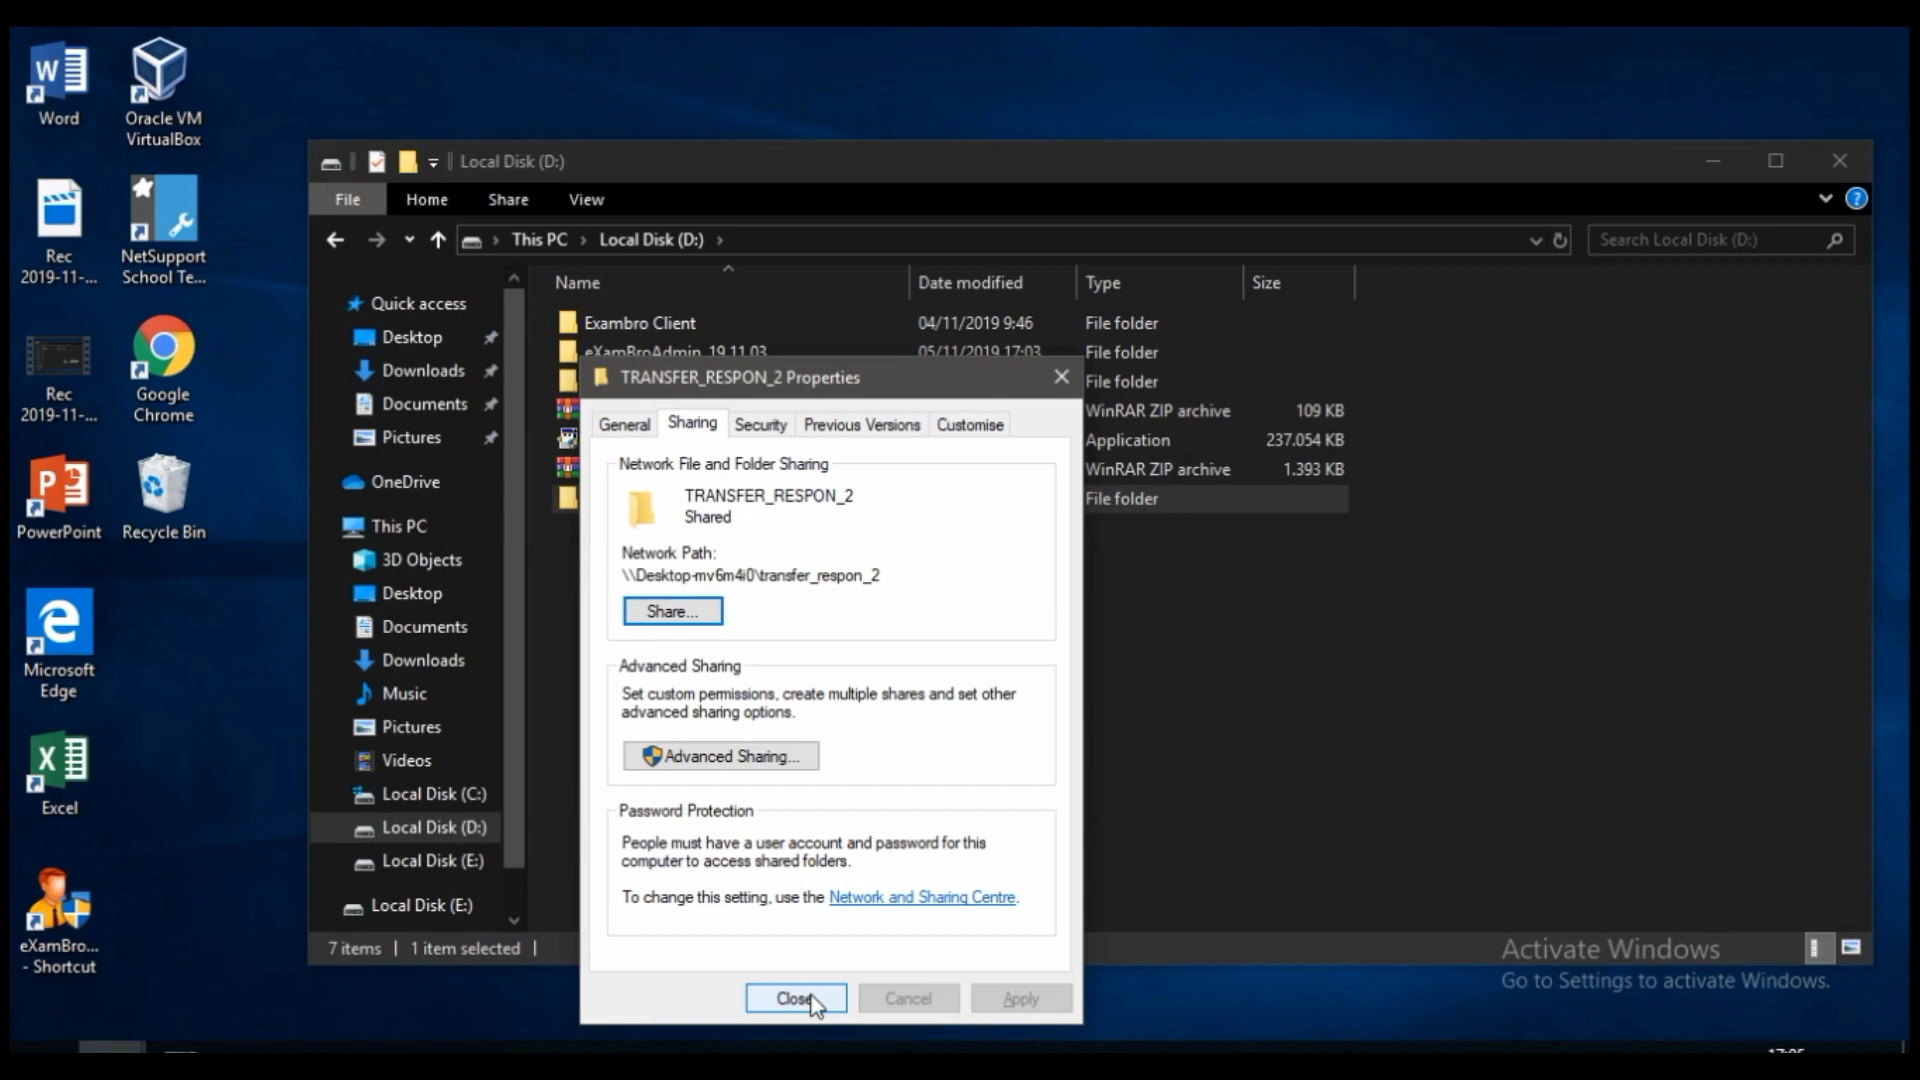 Word
Oracle VM
VirtualBox
Rec
2019-11-...
NetSupport
School Te...
Rec
2019-11-...
Google
Chrome
PowerPoint
Recycle Bin
Microsoft
Edge
Excel
eXamBro...
- Shortcut
Local Disk (D:)
File
Home
Share
View
This PC
Local Disk (D:)
Search Local Disk (D:)
Quick access
Desktop
Downloads
Documents
Pictures
OneDrive
This PC
3D Objects
Desktop
Documents
Downloads
Music
Pictures
Videos
Local Disk (C:)
Local Disk (D:)
Local Disk (E:)
Local Disk (E:)
Name Date modified Type Size
Exambro Client 04/11/2019 9:46 File folder
eXamBroAdmin_19.11.03 05/11/2019 17:03 File folder
File folder
WinRAR ZIP archive 109 KB
Application 237.054 KB
WinRAR ZIP archive 1.393 KB
File folder
TRANSFER_RESPON_2 Properties
General Sharing Security Previous Versions Customise
Network File and Folder Sharing
TRANSFER_RESPON_2
Shared
Network Path:
\\Desktop-mv6m4i0\transfer_respon_2
Share...
Advanced Sharing
Set custom permissions, create multiple shares and set other
advanced sharing options.
Advanced Sharing...
Password Protection
People must have a user account and password for this
computer to access shared folders.
To change this setting, use the Network and Sharing Centre.
Close
Cancel
Apply
7 items
1 item selected
Activate Windows
Go to Settings to activate Windows.